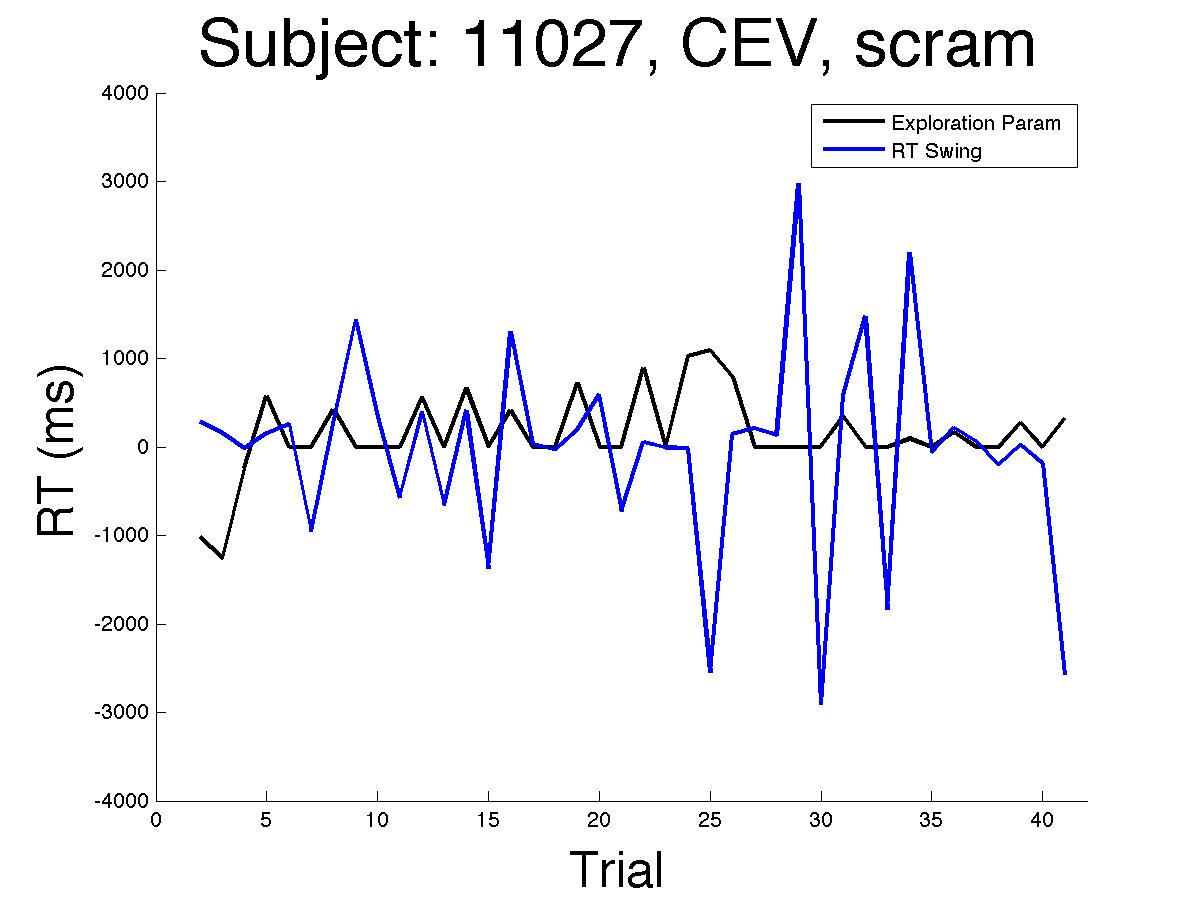 Subject: 11027, CEV, scram
4000
3000
2000
1000
0
-1000
-2000
-3000
-4000
RT (ms)
Exploration Param
RT Swing
0 5 10 15 20 25 30 35 40
Trial